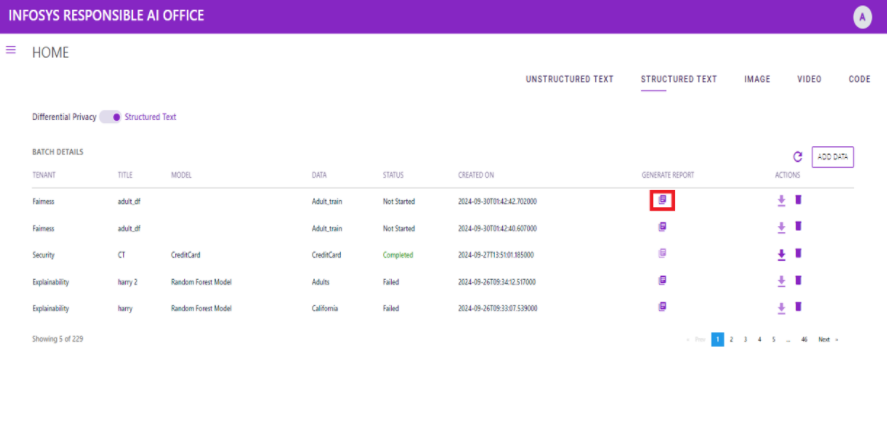 INFOSYS RESPONSIBLE AI OFFICE A
HOME
UNSTRUCTURED TEXT STRUCTURED TEXT IMAGE VIDEO CODE
Differential Privacy Structured Text
BATCH DETAILS ADD DATA
TENANT TITLE MODEL DATA STATUS CREATED ON GENERATE REPORT ACTIONS
Fairness adult_df Adult_train Not Started 2024-09-30T01:42:42.702000
Fairness adult_df Adult_train Not Started 2024-09-30T01:42:40.607000
Security CT CreditCard CreditCard Completed 2024-09-27T13:51:01.185000
Explainability harry 2 Random Forest Model Adults Failed 2024-09-26T09:34:12.517000
Explainability harry Random Forest Model California Failed 2024-09-26T09:33:07.539000
Showing 5 of 229 « Prev 1 2 3 4 5 ... 46 Next »